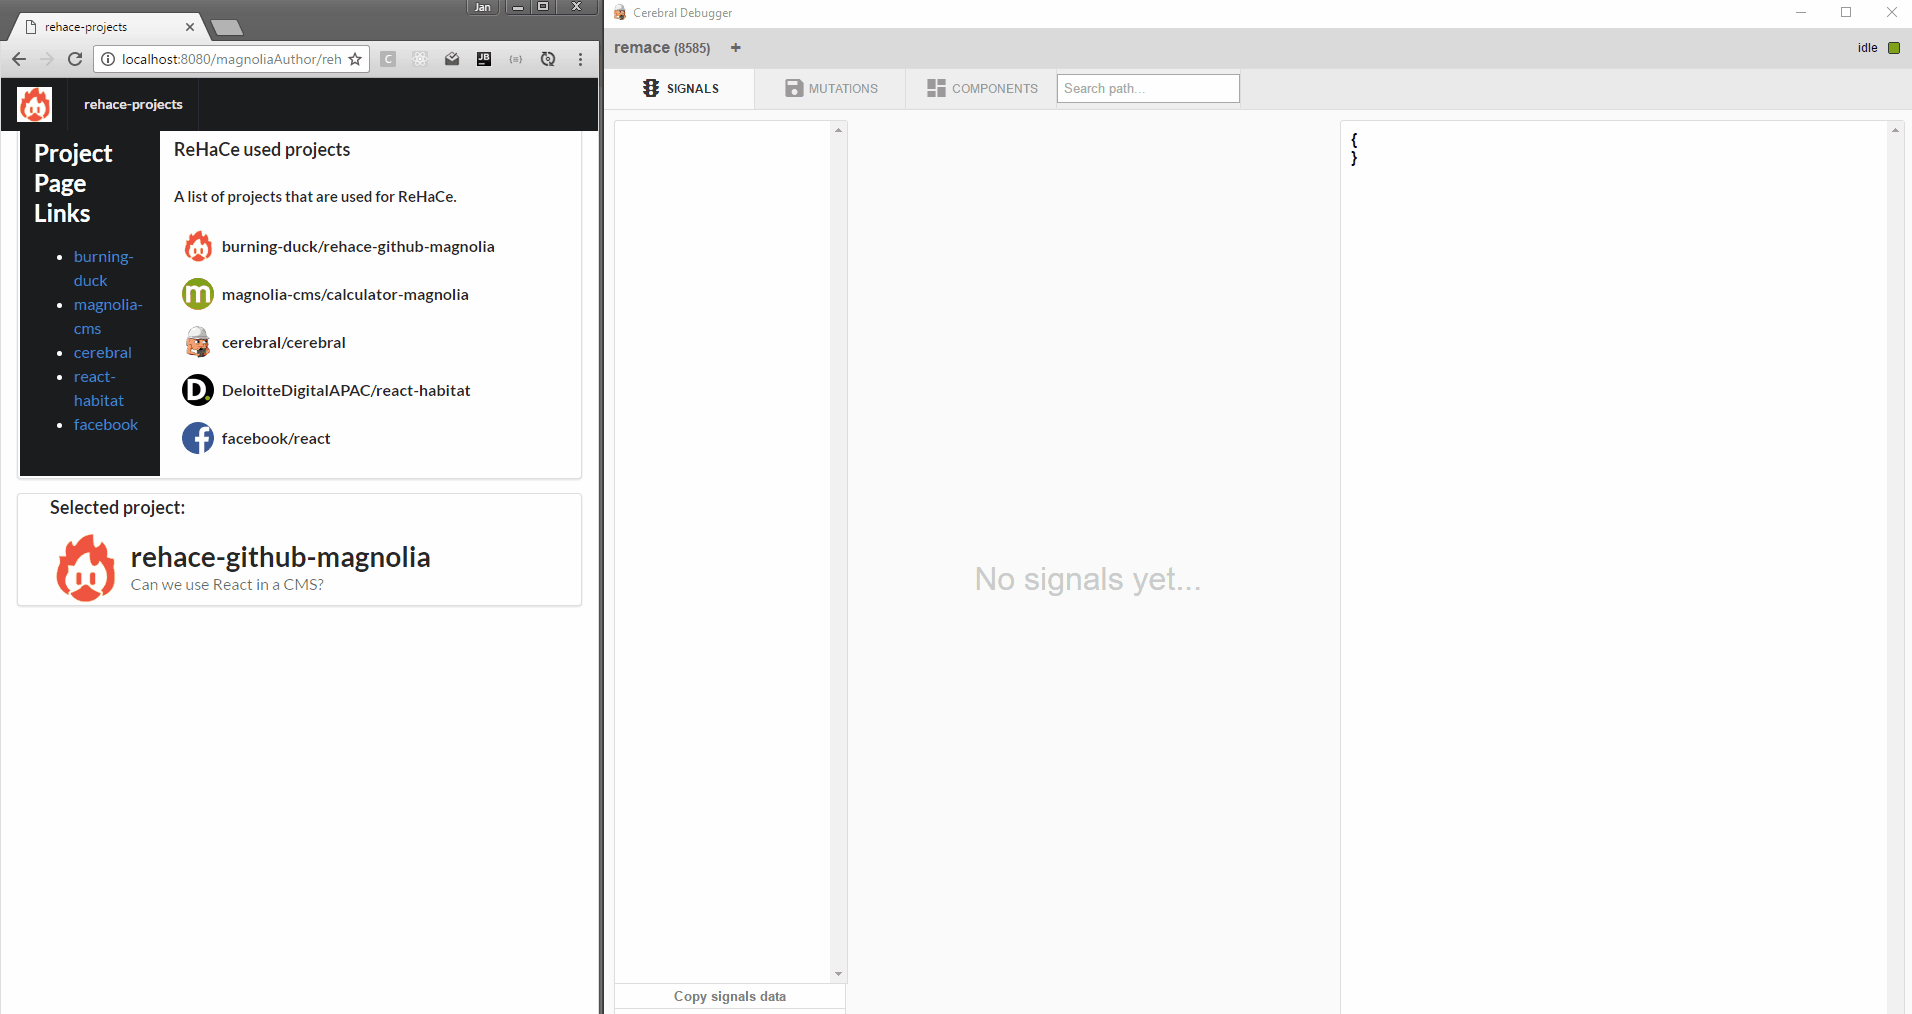 Jan
rehace-projects
localhost:8080/magnoliaAuthor/reh
C
JB
rehace-projects
Project
Page
Links
burning-
duck
magnolia-
cms
cerebral
react-
habitat
facebook
ReHaCe used projects
A list of projects that are used for ReHaCe.
burning-duck/rehace-github-magnolia
m
magnolia-cms/calculator-magnolia
cerebral/cerebral
D.
DeloitteDigitalAPAC/react-habitat
f
facebook/react
Selected project:
rehace-github-magnolia
Can we use React in a CMS?
Cerebral Debugger
remace (8585) +
idle
SIGNALS
MUTATIONS
COMPONENTS
Search path...
No signals yet...
Copy signals data
{
}